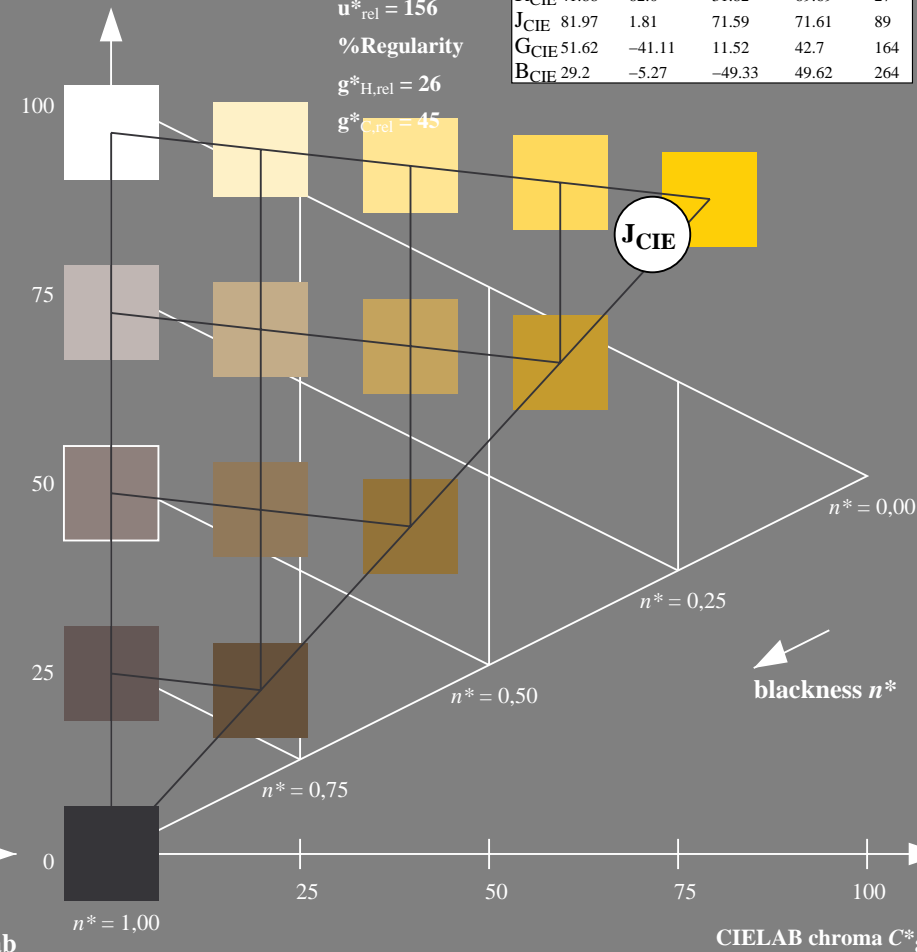 u*rel = 156
%Regularity
g*H,rel = 26
g*C,rel = 45
JCIE 81.97 1.81 71.59 71.61 89
GCIE 51.62 −41.11 11.52 42.7 164
BCIE 29.2 −5.27 −49.33 49.62 264
100
JCIE
75
50
n* = 0,00
n* = 0,25
25
blackness n*
n* = 0,50
n* = 0,75
0
25 50 75 100
n* = 1,00
CIELAB chroma C*